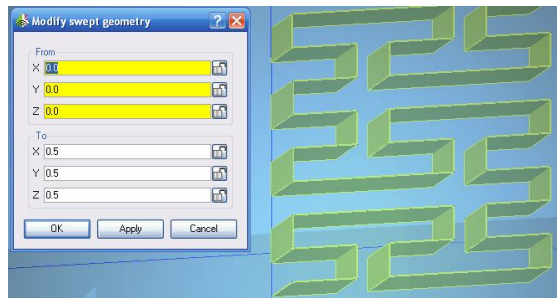 Modify swept geometry
From
X 0.0
Y 0.0
Z 0.0
To
X 0.5
Y 0.5
Z 0.5
OK Apply Cancel